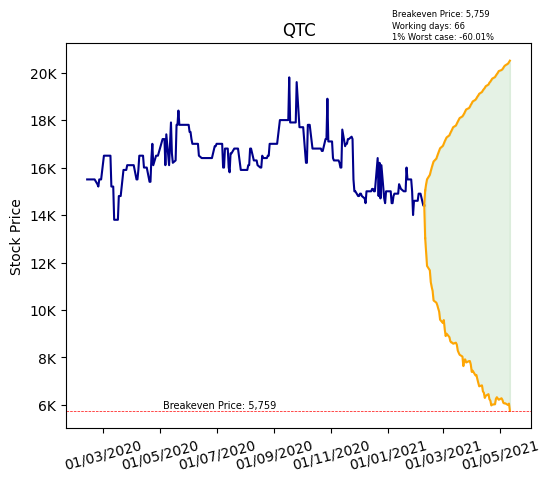 Breakeven Price: 5,759
Working days: 66
1% Worst case: -60.01%
QTC
Stock Price
20K
18K
16K
14K
12K
10K
8K
6K
Breakeven Price: 5,759
01/03/2020
01/05/2020
01/07/2020
01/09/2020
01/11/2020
01/01/2021
01/03/2021
01/05/2021